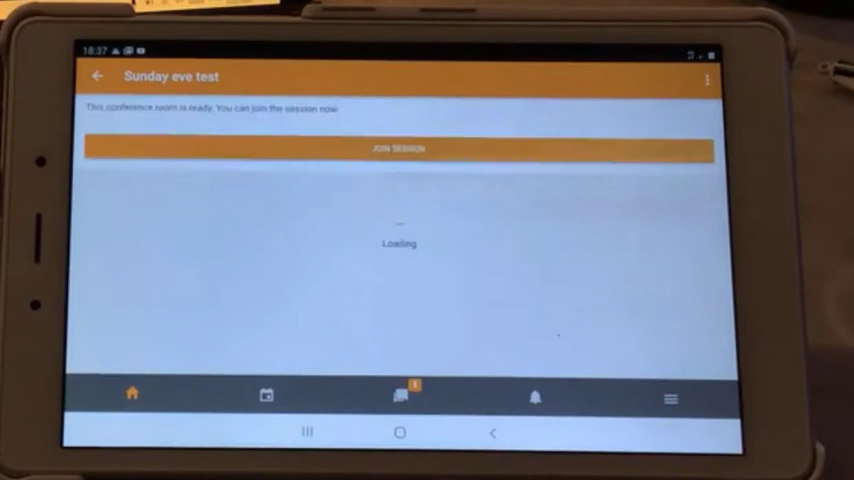 18:37
Sunday eve test
This conference room is ready. You can join the session now.
JOIN SESSION
Loading
1